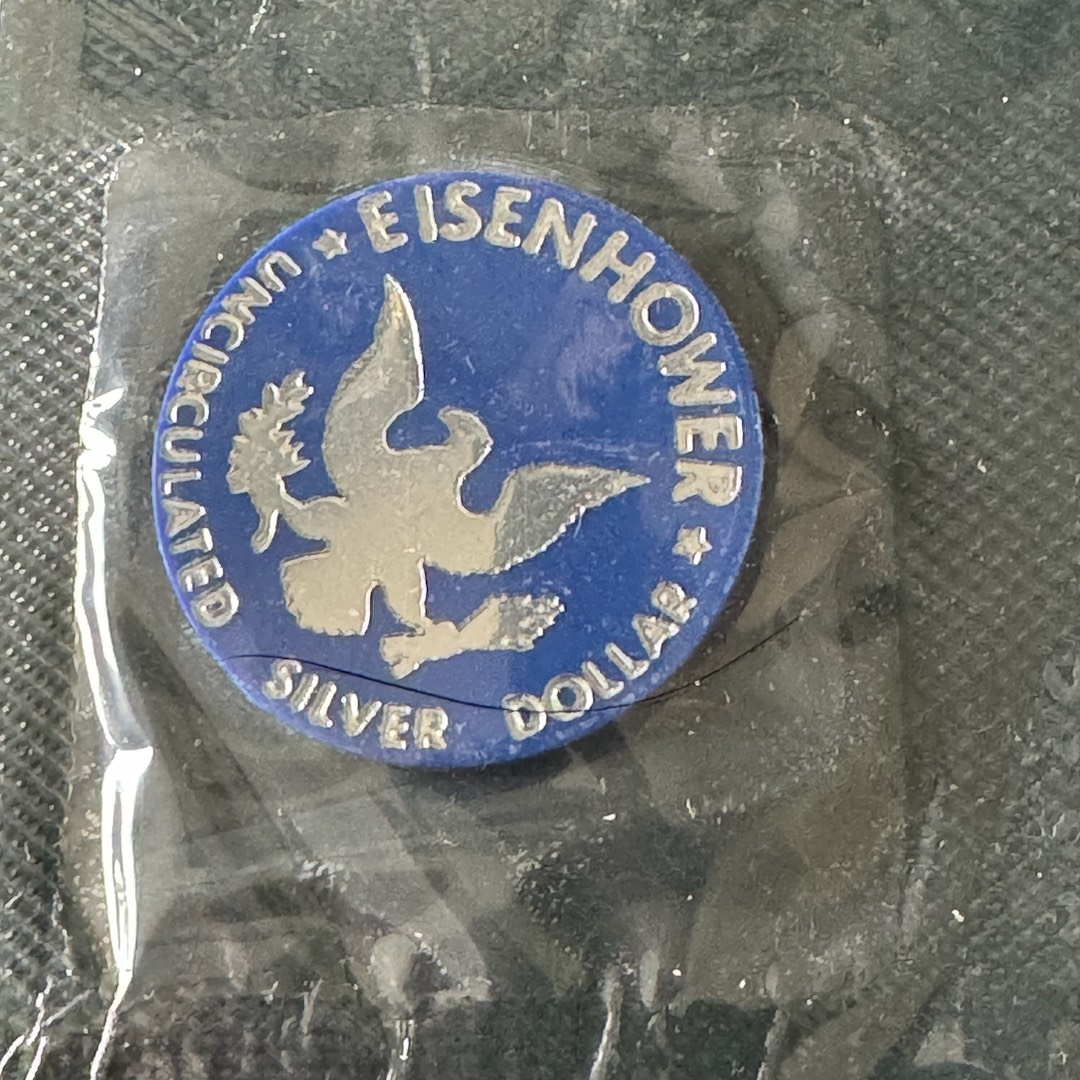 ★ EISENHOWER ★
UNCIRCULATED SILVER DOLLAR